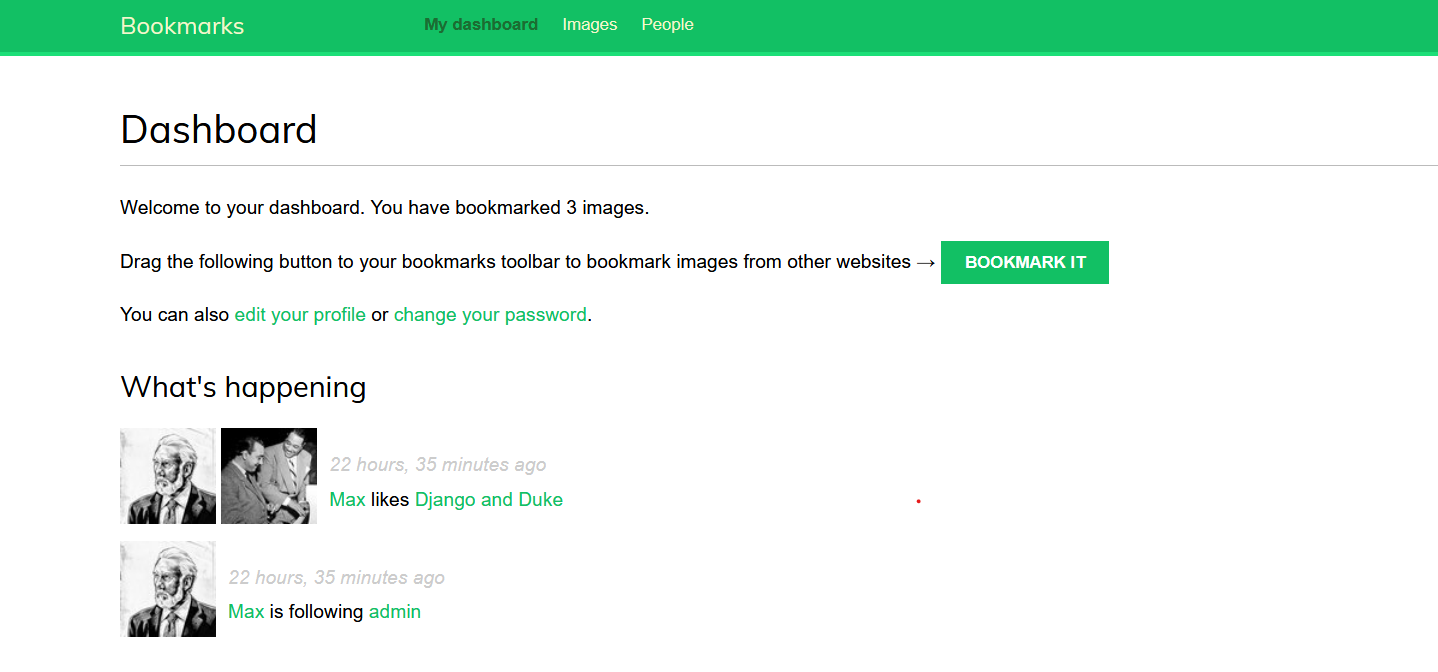 Bookmarks My dashboard Images People
Dashboard
Welcome to your dashboard. You have bookmarked 3 images.
Drag the following button to your bookmarks toolbar to bookmark images from other websites → BOOKMARK IT
You can also edit your profile or change your password.
What's happening
22 hours, 35 minutes ago
Max likes Django and Duke
22 hours, 35 minutes ago
Max is following admin